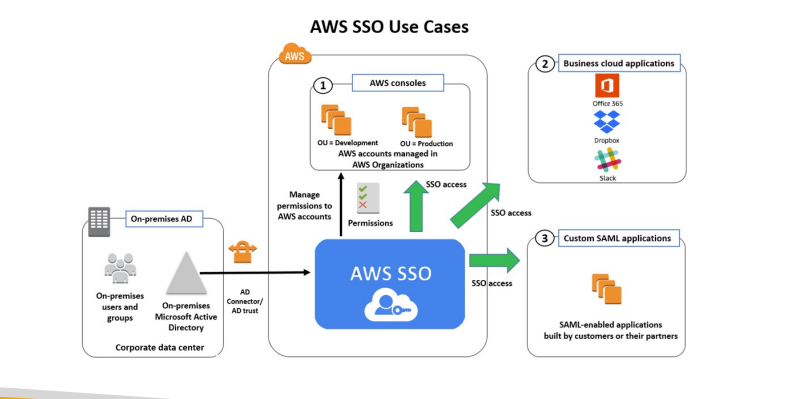 AWS SSO Use Cases
AWS
1
AWS consoles
OU = Development
OU = Production
AWS accounts managed in
AWS Organizations
Manage
permissions to
AWS accounts
Permissions
SSO access
SSO access
SSO access
2
Business cloud applications
Office 365
Dropbox
Slack
On-premises AD
On-premises
users and
groups
On-premises
Microsoft Active
Directory
Corporate data center
AD
Connector/
AD trust
AWS SSO
3
Custom SAML applications
SAML-enabled applications
built by customers or their partners